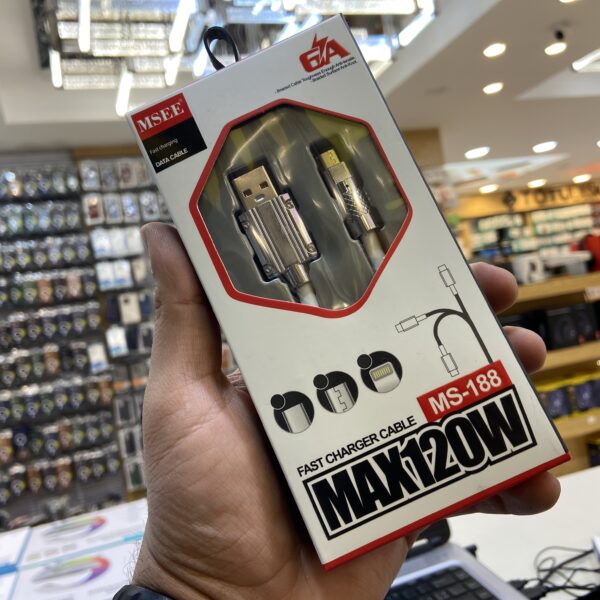 6A
MSEE
Fast charging
DATA CABLE
MS-188
FAST CHARGER CABLE
MAX120W